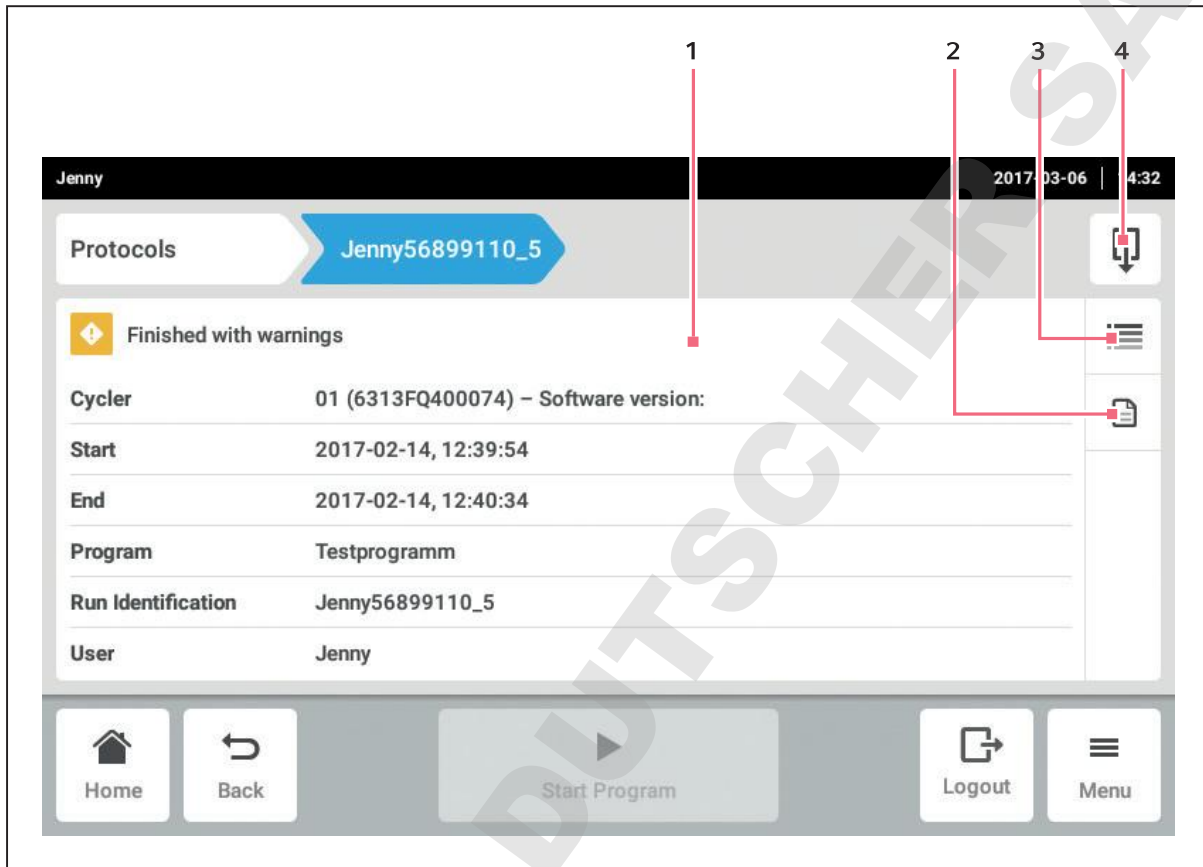 1 2 3 4
Jenny 2017-03-06 | 14:32
Protocols Jenny56899110_5
Finished with warnings
Cycler 01 (6313FQ400074) – Software version:
Start 2017-02-14, 12:39:54
End 2017-02-14, 12:40:34
Program Testprogramm
Run Identification Jenny56899110_5
User Jenny
Home Back Start Program Logout Menu
DUTSCHER SA